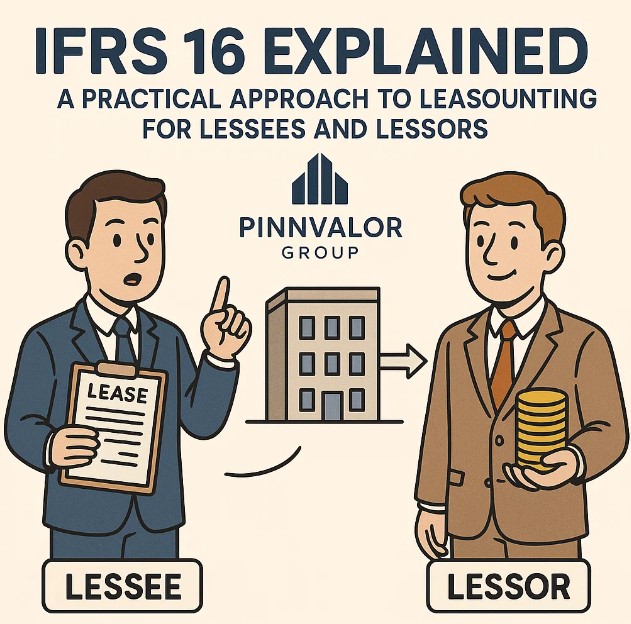 IFRS 16 EXPLAINED
A PRACTICAL APPROACH TO LEASOUNTING
FOR LESSEES AND LESSORS
PINNVALOR
GROUP
LEASE
LESSEE
LESSOR